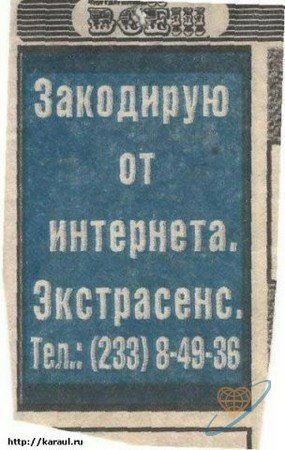 Закодирую
от
интернета.
Экстрасенс.
Тел.: (233) 8-49-36
http://karaul.ru